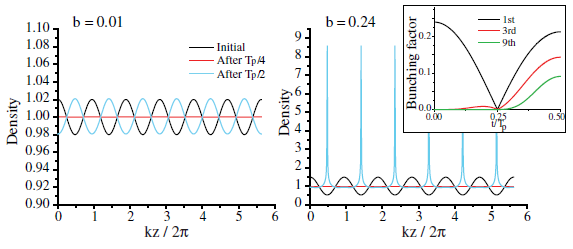 b = 0.01
1.10
1.08
1.06
1.04
1.02
1.00
0.98
0.96
0.94
0.92
0.90
Density
Initial
After Tp/4
After Tp/2
0 1 2 3 4 5 6
kz / 2π
b = 0.24
9
8
7
6
5
4
3
2
1
0
Density
0 1 2 3 4 5 6
kz / 2π
Bunching factor
0.2
0.1
0.0
1st
3rd
9th
0.00 0.25 0.50
t/Tp